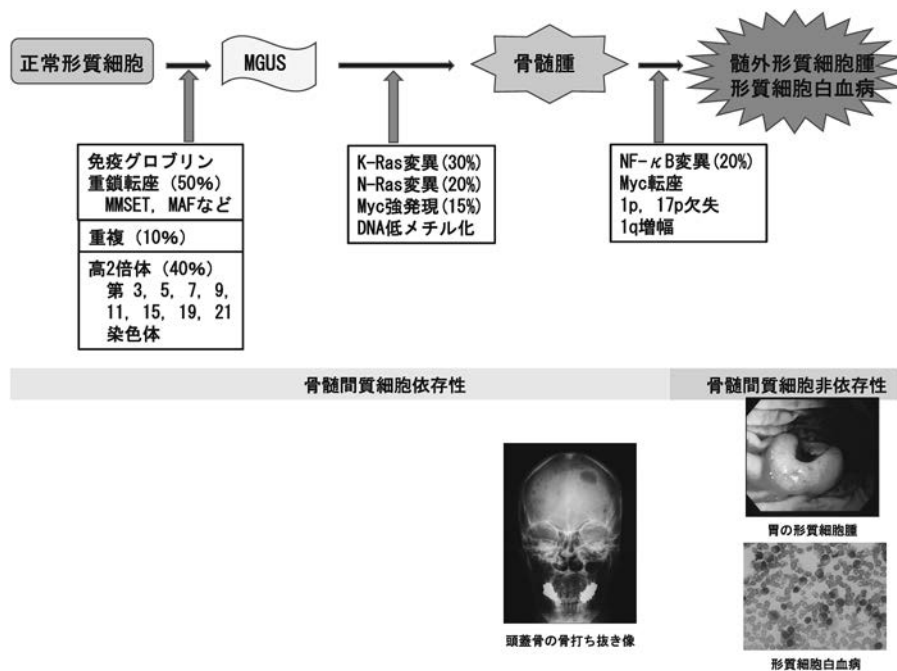 正常形質細胞
MGUS
骨髄腫
髄外形質細胞腫
形質細胞白血病
免疫グロブリン
重鎖転座(50%)
MMSET, MAFなど
重複(10%)
高2倍体(40%)
第 3, 5, 7, 9,
11, 15, 19, 21
染色体
K-Ras変異(30%)
N-Ras変異(20%)
Myc強発現(15%)
DNA低メチル化
NF-κB変異(20%)
Myc転座
1p, 17p欠失
1q増幅
骨髄間質細胞依存性
骨髄間質細胞非依存性
胃の形質細胞腫
頭蓋骨の骨打ち抜き像
形質細胞白血病